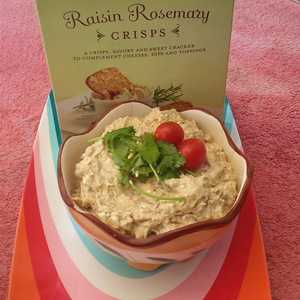 Raisin Rosemary
CRISPS
A CRISPY, SAVORY AND SWEET CRACKER
TO COMPLEMENT CHEESES, DIPS AND TOPPINGS